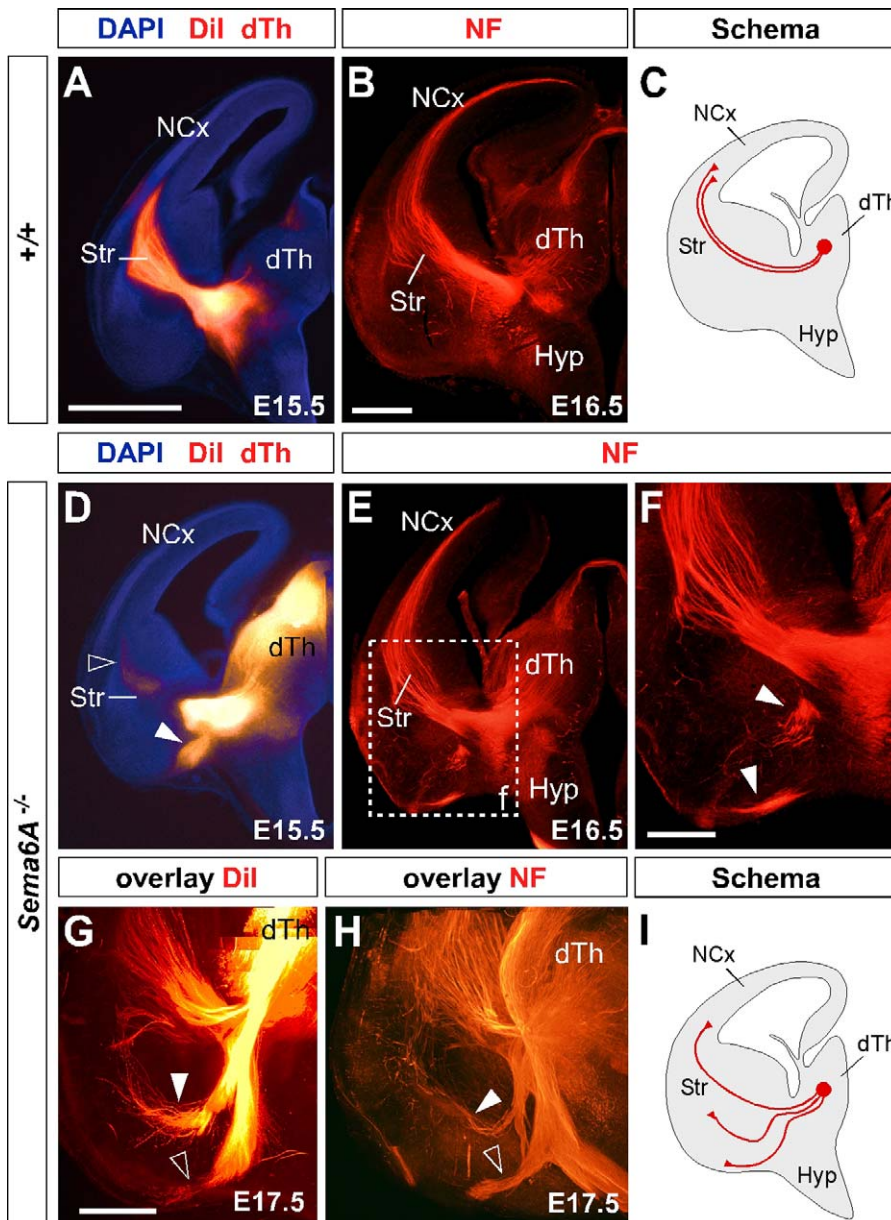 DAPI DiI dTh
NF
Schema
+/+
A
NCx
Str
dTh
E15.5
B
NCx
dTh
Str
Hyp
E16.5
C
NCx
dTh
Str
Hyp
DAPI DiI dTh
NF
Sema6A -/-
D
NCx
dTh
Str
E15.5
E
NCx
dTh
Str
f
Hyp
E16.5
F
overlay DiI
overlay NF
Schema
G
dTh
E17.5
H
dTh
E17.5
I
NCx
dTh
Str
Hyp